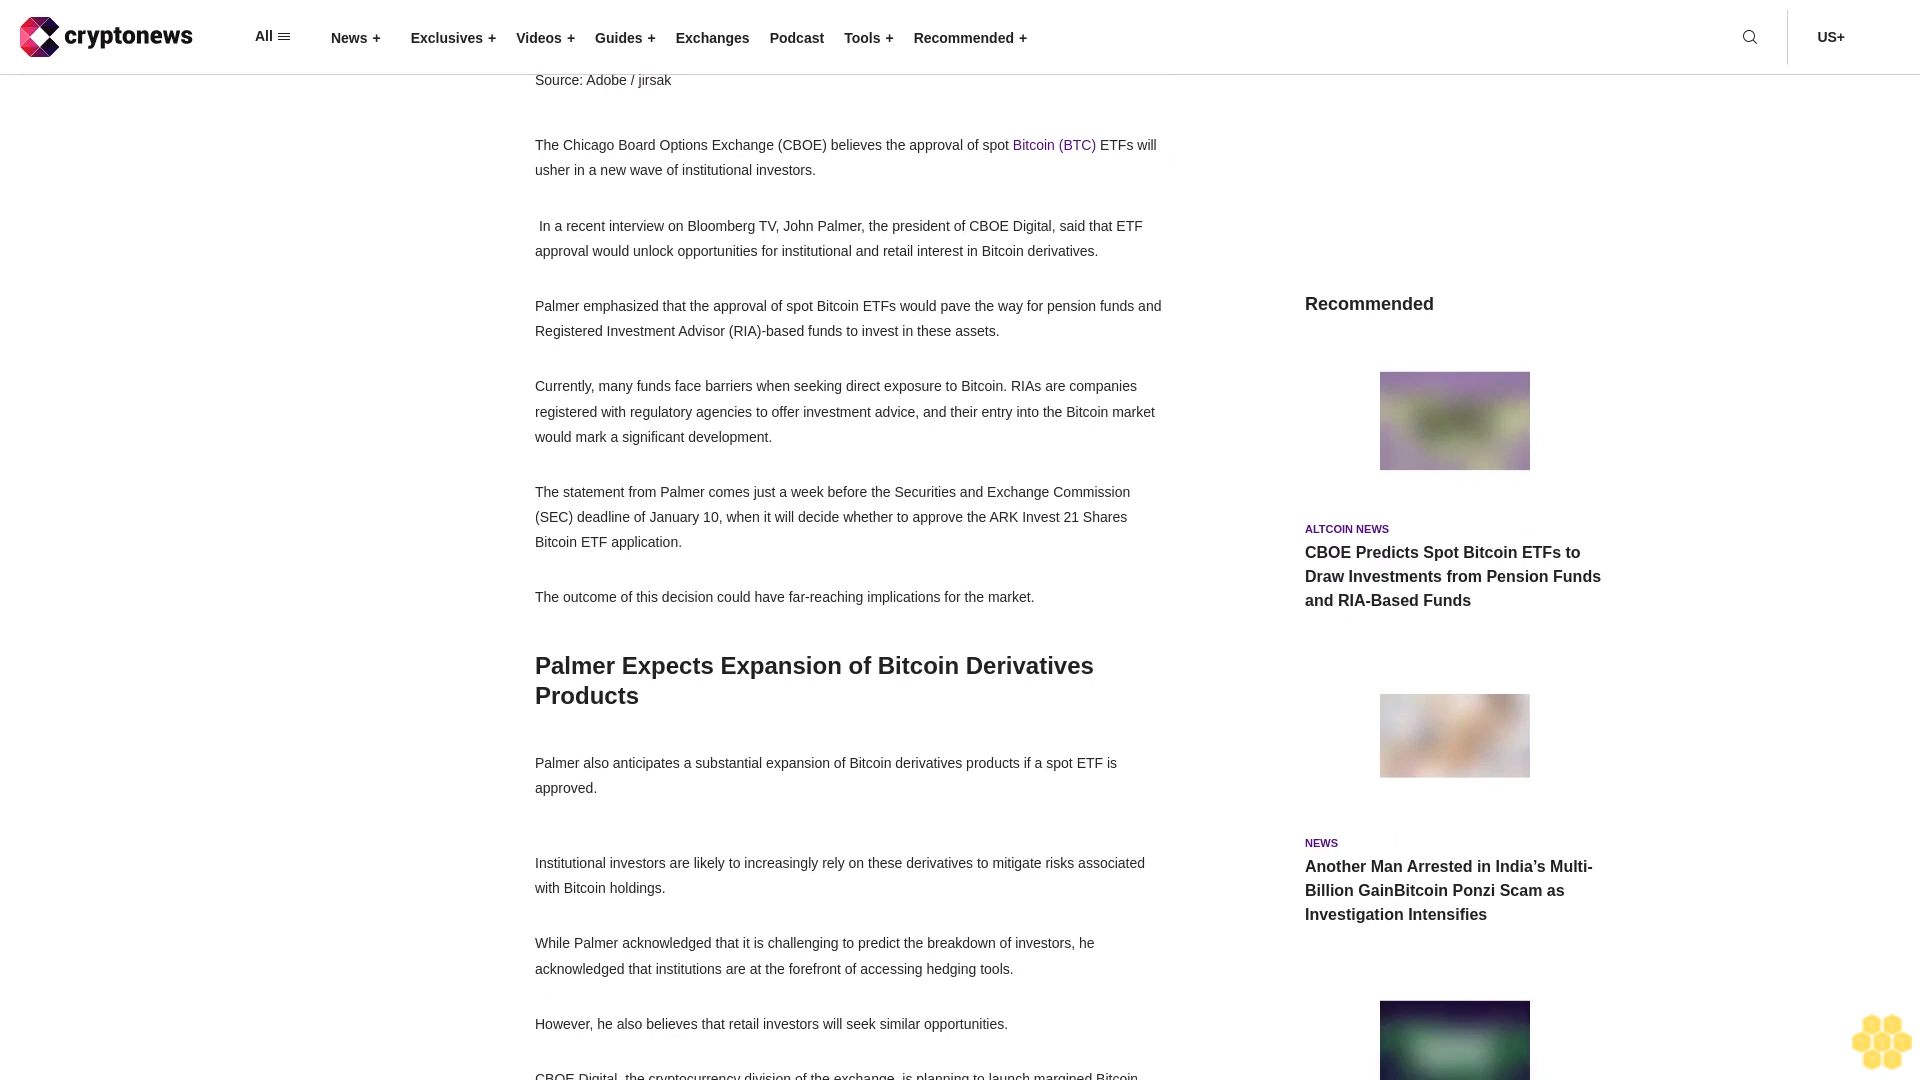 cryptonews
All
News +
Exclusives +
Videos +
Guides +
Exchanges
Podcast
Tools +
Recommended +
US+
Source: Adobe / jirsak
The Chicago Board Options Exchange (CBOE) believes the approval of spot Bitcoin (BTC) ETFs will
usher in a new wave of institutional investors.
In a recent interview on Bloomberg TV, John Palmer, the president of CBOE Digital, said that ETF
approval would unlock opportunities for institutional and retail interest in Bitcoin derivatives.
Palmer emphasized that the approval of spot Bitcoin ETFs would pave the way for pension funds and
Registered Investment Advisor (RIA)-based funds to invest in these assets.
Currently, many funds face barriers when seeking direct exposure to Bitcoin. RIAs are companies
registered with regulatory agencies to offer investment advice, and their entry into the Bitcoin market
would mark a significant development.
The statement from Palmer comes just a week before the Securities and Exchange Commission
(SEC) deadline of January 10, when it will decide whether to approve the ARK Invest 21 Shares
Bitcoin ETF application.
The outcome of this decision could have far-reaching implications for the market.
Palmer Expects Expansion of Bitcoin Derivatives
Products
Palmer also anticipates a substantial expansion of Bitcoin derivatives products if a spot ETF is
approved.
Institutional investors are likely to increasingly rely on these derivatives to mitigate risks associated
with Bitcoin holdings.
While Palmer acknowledged that it is challenging to predict the breakdown of investors, he
acknowledged that institutions are at the forefront of accessing hedging tools.
However, he also believes that retail investors will seek similar opportunities.
CBOE Digital, the cryptocurrency division of the exchange, is planning to launch margined Bitcoin
Recommended
ALTCOIN NEWS
CBOE Predicts Spot Bitcoin ETFs to
Draw Investments from Pension Funds
and RIA-Based Funds
NEWS
Another Man Arrested in India’s Multi-
Billion GainBitcoin Ponzi Scam as
Investigation Intensifies